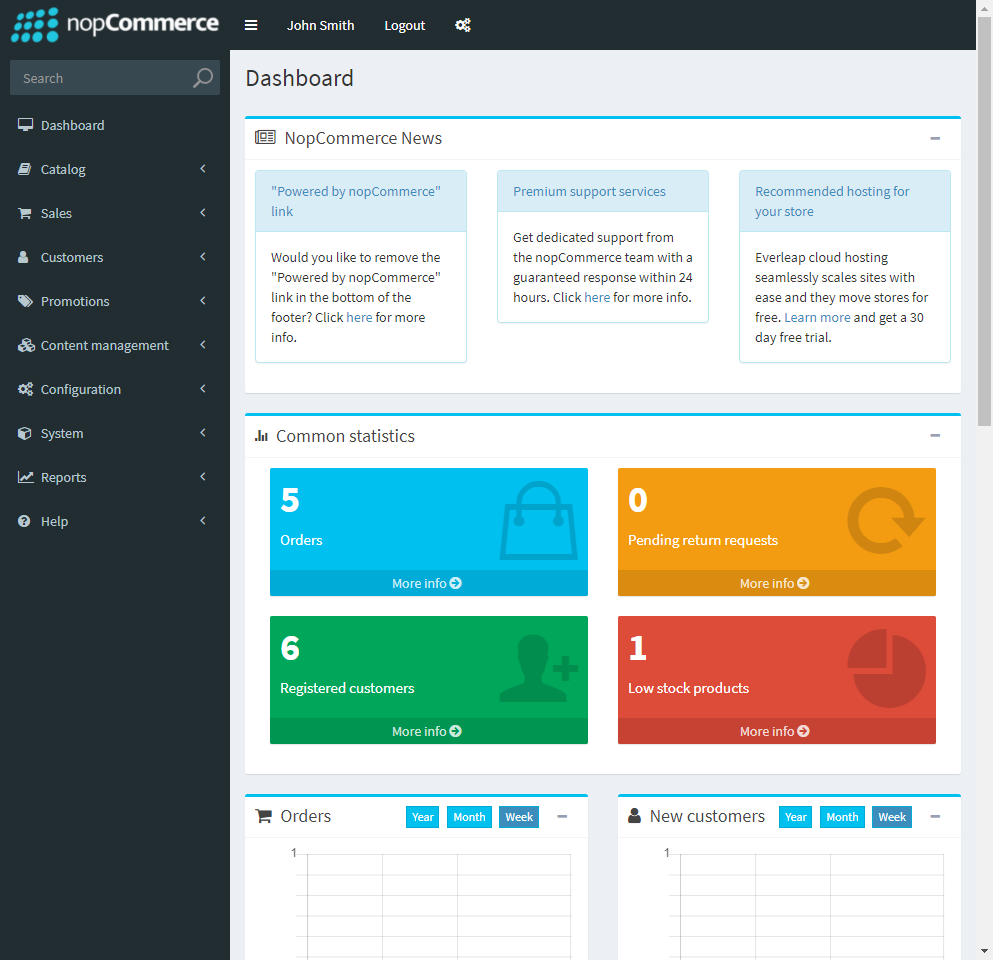 nopCommerce
John Smith
Logout
Search
Dashboard
Catalog
Sales
Customers
Promotions
Content management
Configuration
System
Reports
Help
Dashboard
NopCommerce News
"Powered by nopCommerce"
link
Would you like to remove the
"Powered by nopCommerce"
link in the bottom of the
footer? Click here for more
info.
Premium support services
Get dedicated support from
the nopCommerce team with a
guaranteed response within 24
hours. Click here for more info.
Recommended hosting for
your store
Everleap cloud hosting
seamlessly scales sites with
ease and they move stores for
free. Learn more and get a 30
day free trial.
Common statistics
5
Orders
More info
0
Pending return requests
More info
6
Registered customers
More info
1
Low stock products
More info
Orders
Year
Month
Week
1
New customers
Year
Month
Week
1